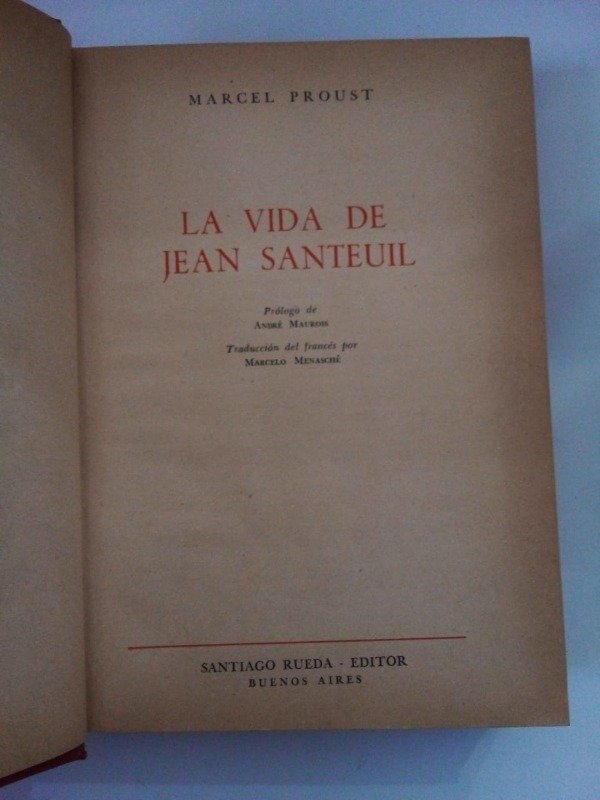 MARCEL PROUST
LA VIDA DE
JEAN SANTEUIL
Prólogo de
ANDRÉ MAUROIS
Traducción del francés por
MARCELO MENASCHÉ
SANTIAGO RUEDA - EDITOR
BUENOS AIRES